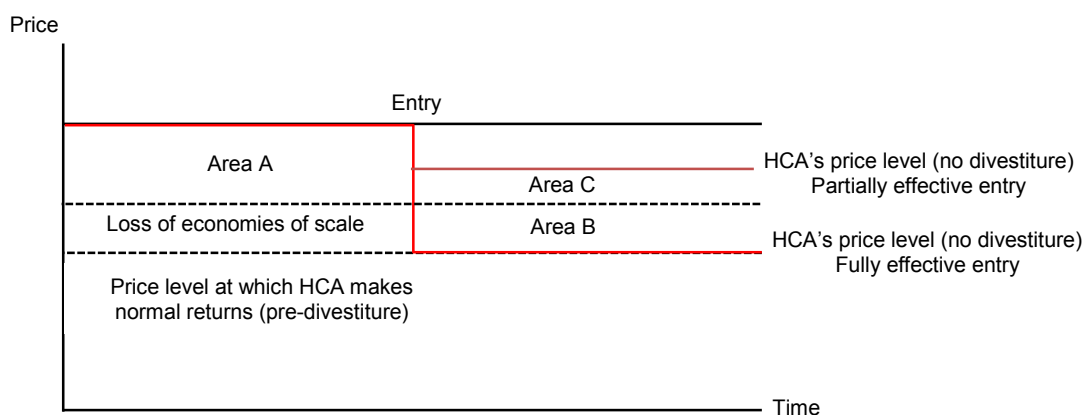 Price
Entry
Area A
HCA’s price level (no divestiture)
Partially effective entry
Area C
Loss of economies of scale
Area B
HCA’s price level (no divestiture)
Fully effective entry
Price level at which HCA makes
normal returns (pre-divestiture)
Time